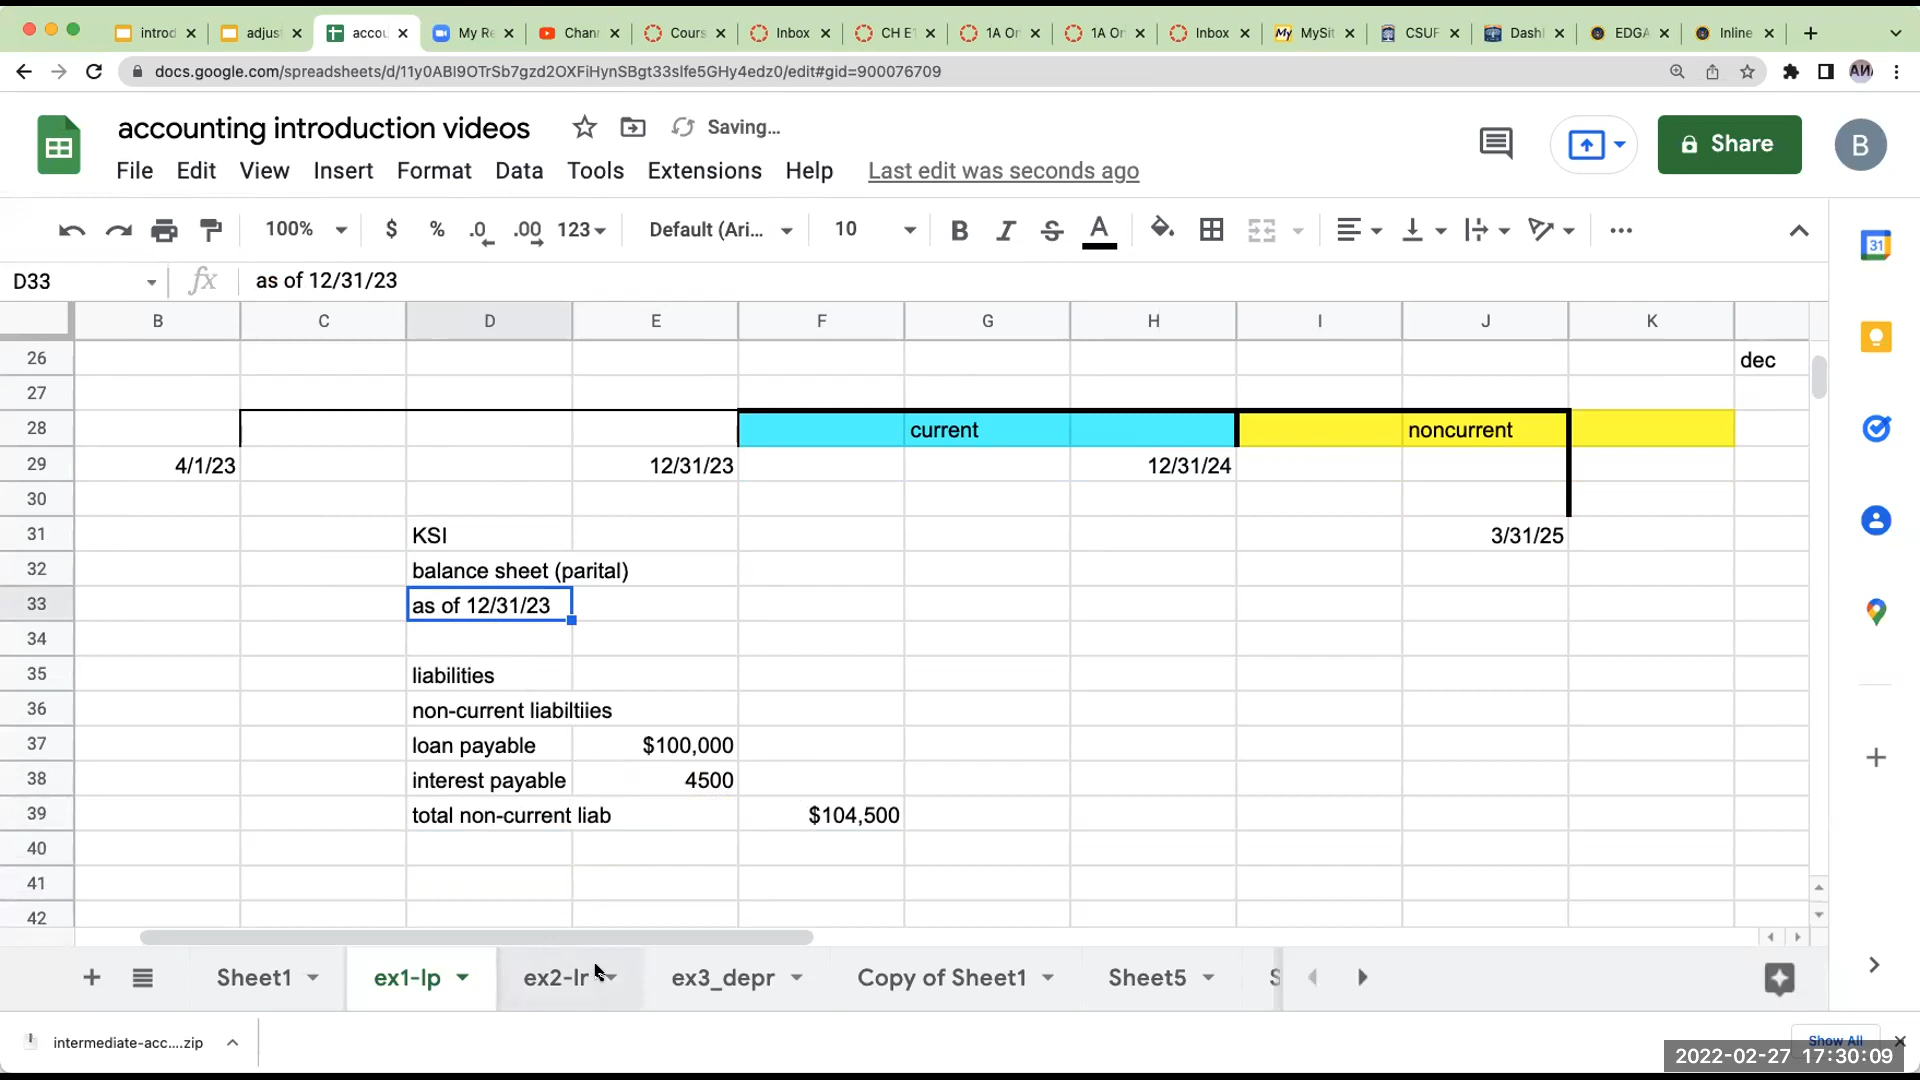 introd
adjus
accou
My Re
Chann
Cours
Inbox
CH E
1A On
1A On
Inbox
MySit
CSUF
Dashl
EDGA
Inline
docs.google.com/spreadsheets/d/11y0ABI9OTrSb7gzd2OXFiHynSBgt33slfe5GHy4edz0/edit#gid=900076709
accounting introduction videos
Saving...
Share
B
File Edit View Insert Format Data Tools Extensions Help Last edit was seconds ago
100% $ % .0 .00 123 Default (Ari... 10 B I S A
31
D33 fx as of 12/31/23
B C D E F G H I J K
26 dec
27
28 current noncurrent
29 4/1/23 12/31/23 12/31/24
30
31 KSI 3/31/25
32 balance sheet (parital)
33 as of 12/31/23
34
35 liabilities
36 non-current liabiltiies
37 loan payable $100,000
38 interest payable 4500
39 total non-current liab $104,500
40
41
42
Sheet1 ex1-lp ex2-lr ex3_depr Copy of Sheet1 Sheet5 S
intermediate-acc....zip
Show All
2022-02-27 17:30:09